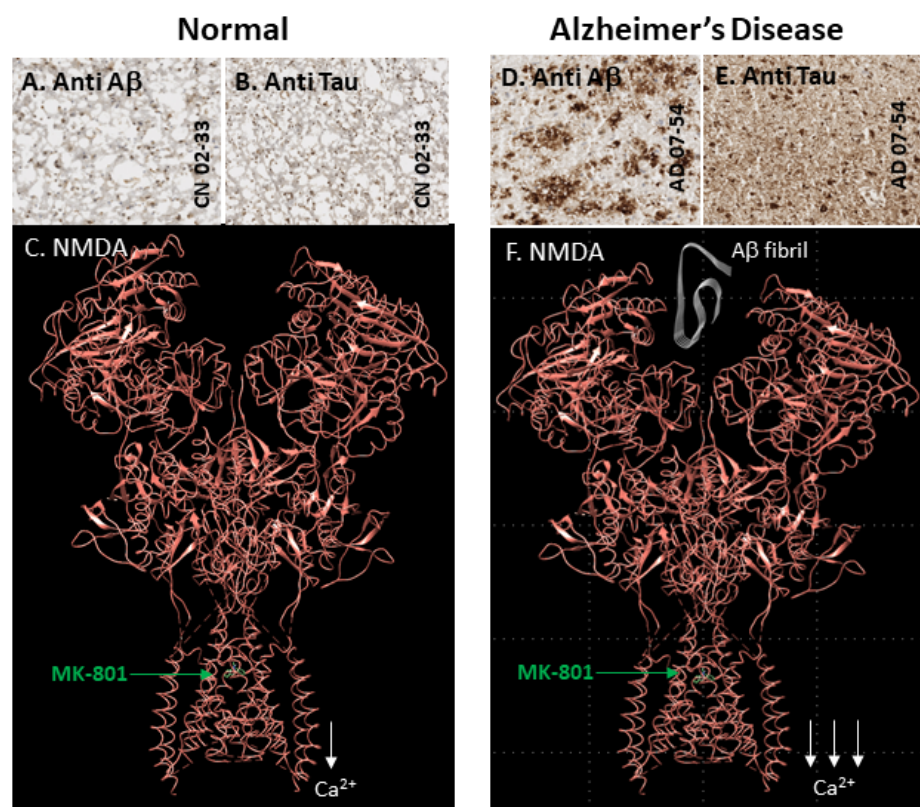 Normal
Alzheimer's Disease
A. Anti Aβ
CN 02-33
B. Anti Tau
CN 02-33
D. Anti Aβ
AD 07-54
E. Anti Tau
AD 07-54
C. NMDA
MK-801
Ca²⁺
F. NMDA
Aβ fibril
MK-801
Ca²⁺